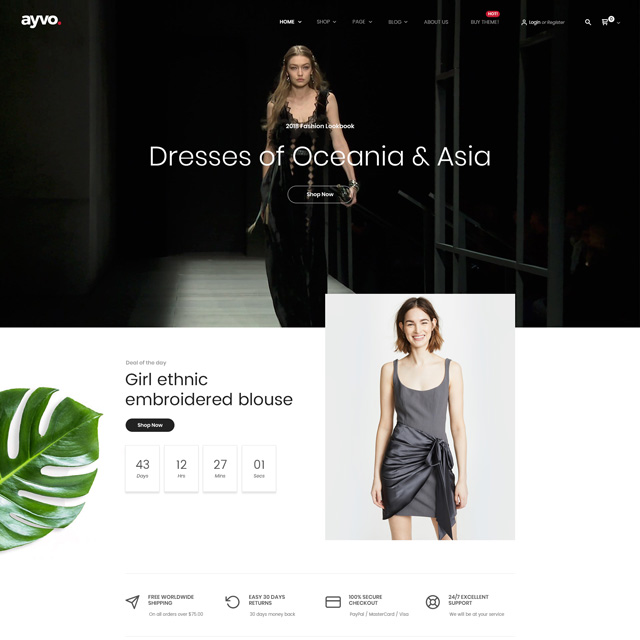 ayvo.
HOME SHOP PAGE BLOG ABOUT US BUY THEME! HOT! Login or Register 0
2018 Fashion Lookbook
Dresses of Oceania & Asia
Shop Now
Deal of the day
Girl ethnic
embroidered blouse
Shop Now
43 12 27 01
Days Hrs Mins Secs
FREE WORLDWIDE
SHIPPING
On all orders over $75.00
EASY 30 DAYS
RETURNS
30 days money back
100% SECURE
CHECKOUT
PayPal / MasterCard / Visa
24/7 EXCELLENT
SUPPORT
We will be at your service